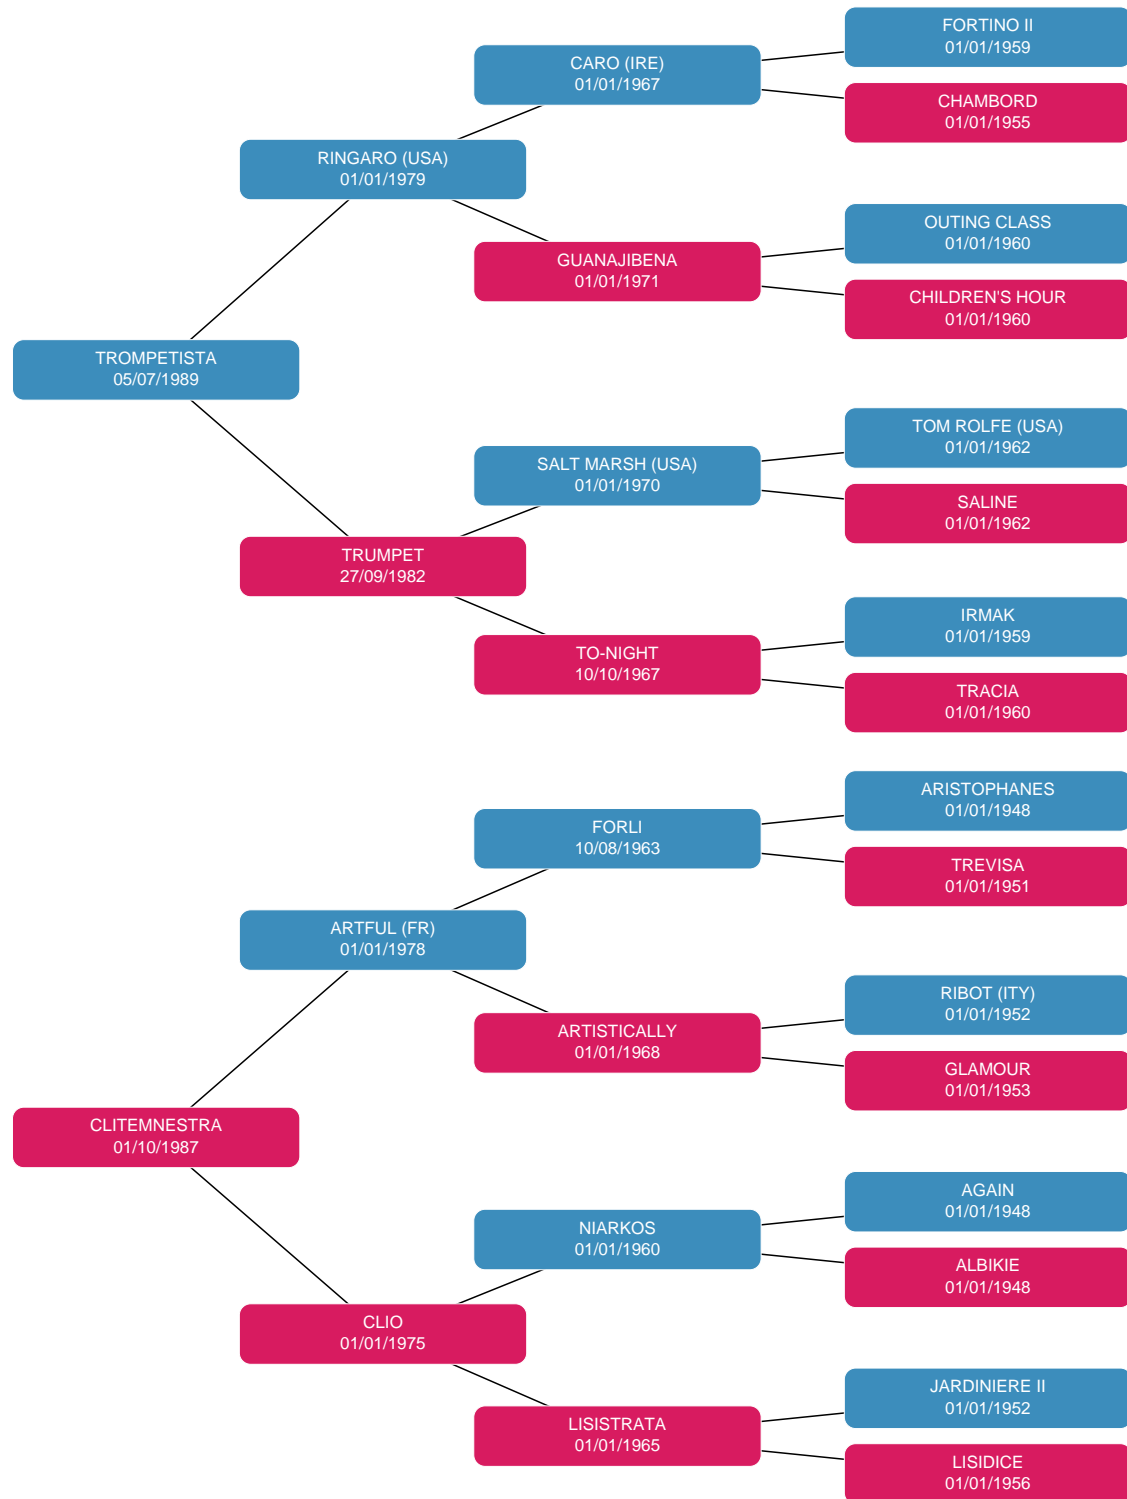 FORTINO II
01/01/1959
CARO (IRE)
01/01/1967
CHAMBORD
01/01/1955
RINGARO (USA)
01/01/1979
OUTING CLASS
01/01/1960
GUANAJIBENA
01/01/1971
CHILDREN'S HOUR
01/01/1960
TROMPETISTA
05/07/1989
TOM ROLFE (USA)
01/01/1962
SALT MARSH (USA)
01/01/1970
SALINE
01/01/1962
TRUMPET
27/09/1982
IRMAK
01/01/1959
TO-NIGHT
10/10/1967
TRACIA
01/01/1960
ARISTOPHANES
01/01/1948
FORLI
10/08/1963
TREVISA
01/01/1951
ARTFUL (FR)
01/01/1978
RIBOT (ITY)
01/01/1952
ARTISTICALLY
01/01/1968
GLAMOUR
01/01/1953
CLITEMNESTRA
01/10/1987
AGAIN
01/01/1948
NIARKOS
01/01/1960
ALBIKIE
01/01/1948
CLIO
01/01/1975
JARDINIERE II
01/01/1952
LISISTRATA
01/01/1965
LISIDICE
01/01/1956